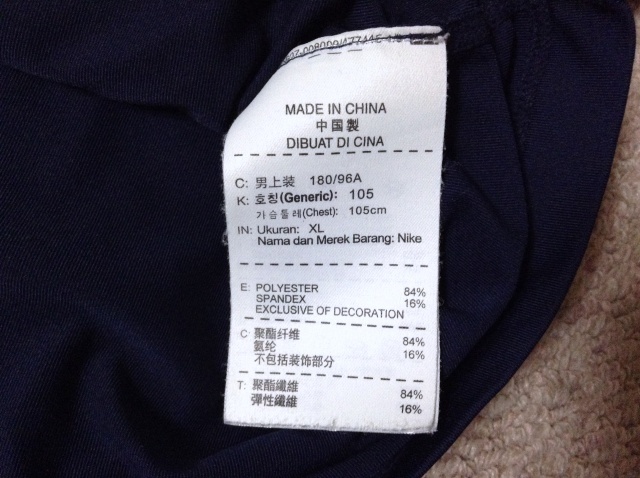 MADE IN CHINA
中国製
DIBUAT DI CINA
C: 男上装 180/96A
K: 호칭(Generic): 105
가슴둘레(Chest): 105cm
IN: Ukuran: XL
Nama dan Merek Barang: Nike
E: POLYESTER 84%
SPANDEX 16%
EXCLUSIVE OF DECORATION
C: 聚酯纤维 84%
氨纶 16%
不包括装饰部分
T: 聚酯纖維 84%
彈性纖維 16%